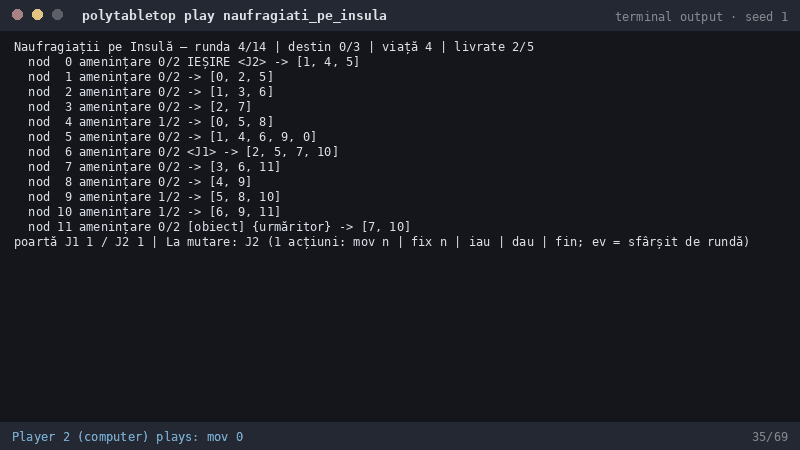 polytabletop play naufragiati_pe_insula
terminal output · seed 1
Naufragiații pe Insulă — runda 4/14 | destin 0/3 | viață 4 | livrate 2/5
nod 0 amenințare 0/2 IEȘIRE <J2> -> [1, 4, 5]
nod 1 amenințare 0/2 -> [0, 2, 5]
nod 2 amenințare 0/2 -> [1, 3, 6]
nod 3 amenințare 0/2 -> [2, 7]
nod 4 amenințare 1/2 -> [0, 5, 8]
nod 5 amenințare 0/2 -> [1, 4, 6, 9, 0]
nod 6 amenințare 0/2 <J1> -> [2, 5, 7, 10]
nod 7 amenințare 0/2 -> [3, 6, 11]
nod 8 amenințare 0/2 -> [4, 9]
nod 9 amenințare 1/2 -> [5, 8, 10]
nod 10 amenințare 1/2 -> [6, 9, 11]
nod 11 amenințare 0/2 [obiect] {următritor} -> [7, 10]
poartă J1 1 / J2 1 | La mutare: J2 (1 acțiuni: mov n | fix n | iau | dau | fin; ev = sfârșit de rundă)
Player 2 (computer) plays: mov 0
35/69